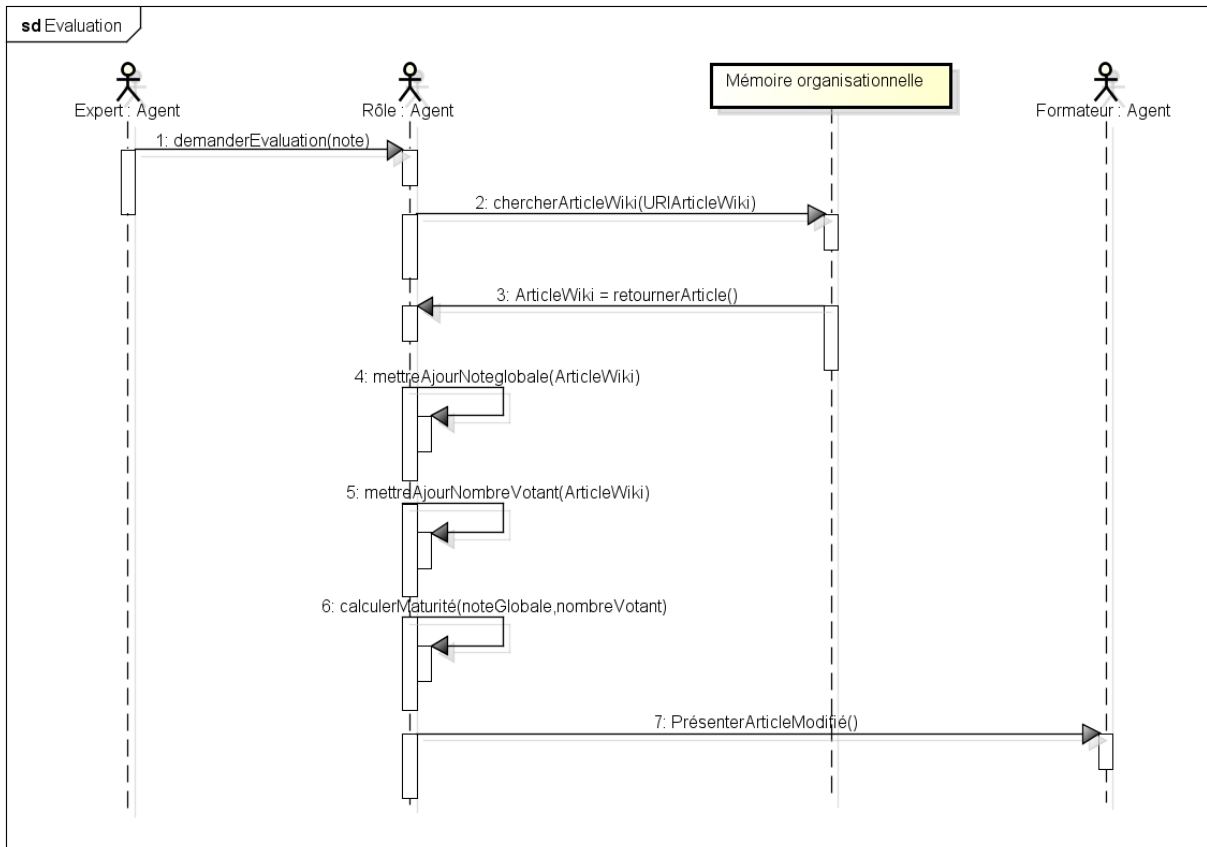 sd Evaluation
Expert : Agent
Rôle : Agent
Mémoire organisationnelle
Formateur : Agent
1: demanderEvaluation(note)
2: chercherArticleWiki(URIArticleWiki)
3: ArticleWiki = retournerArticle()
4: mettreAjourNoteglobale(ArticleWiki)
5: mettreAjourNombreVotant(ArticleWiki)
6: calculerMaturité(noteGlobale,nombreVotant)
7: PrésenterArticleModifié()